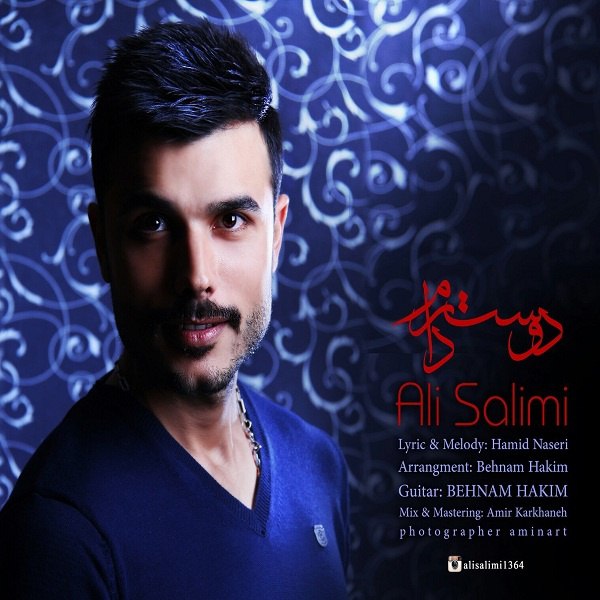 دوست دارم
Ali Salimi
Lyric & Melody: Hamid Naseri
Arrangment: Behnam Hakim
Guitar: BEHNAM HAKIM
Mix & Mastering: Amir Karkhaneh
photographer aminart
alisalimi1364